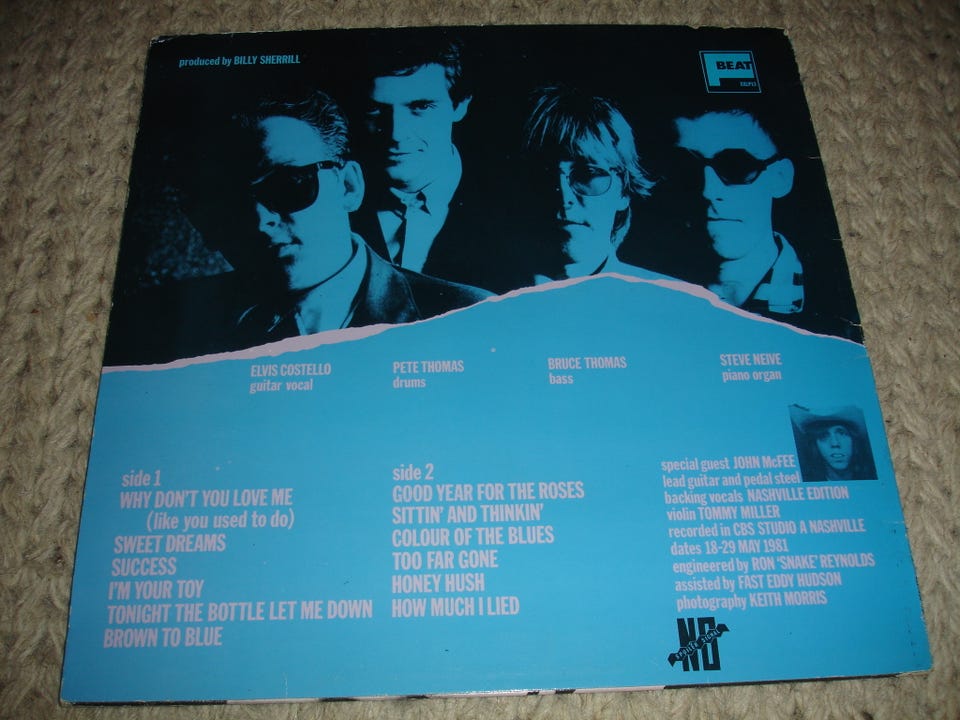 produced by BILLY SHERRILL
F BEAT
XXLP13
ELVIS COSTELLO
guitar vocal
PETE THOMAS
drums
BRUCE THOMAS
bass
STEVE NEIVE
piano organ
side 1
WHY DON'T YOU LOVE ME
(like you used to do)
SWEET DREAMS
SUCCESS
I'M YOUR TOY
TONIGHT THE BOTTLE LET ME DOWN
BROWN TO BLUE
side 2
GOOD YEAR FOR THE ROSES
SITTIN' AND THINKIN'
COLOUR OF THE BLUES
TOO FAR GONE
HONEY HUSH
HOW MUCH I LIED
special guest JOHN McFEE
lead guitar and pedal steel
backing vocals NASHVILLE EDITION
violin TOMMY MILLER
recorded in CBS STUDIO A NASHVILLE
dates 18-29 MAY 1981
engineered by RON 'SNAKE' REYNOLDS
assisted by FAST EDDY HUDSON
photography KEITH MORRIS
NO